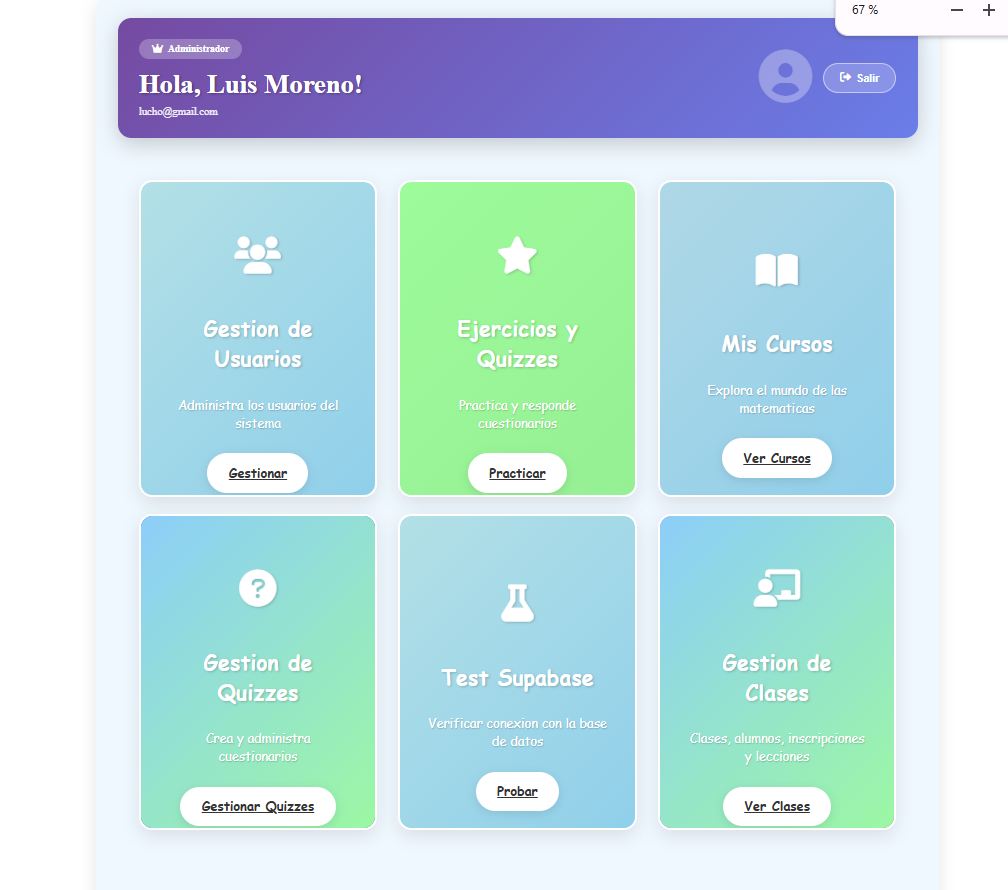 67 %
Administrador
Hola, Luis Moreno!
lucho@gmail.com
Salir
Gestion de
Usuarios
Administra los usuarios del
sistema
Gestionar
Ejercicios y
Quizzes
Practica y responde
cuestionarios
Practicar
Mis Cursos
Explora el mundo de las
matematicas
Ver Cursos
Gestion de
Quizzes
Crea y administra
cuestionarios
Gestionar Quizzes
Test Supabase
Verificar conexion con la base
de datos
Probar
Gestion de
Clases
Clases, alumnos, inscripciones
y lecciones
Ver Clases